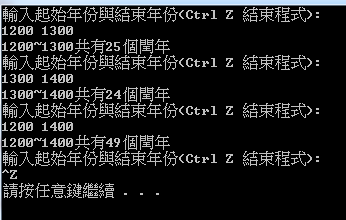 輸入起始年份與結束年份(Ctrl Z 結束程式):
1200 1300
1200~1300共有25個閏年
輸入起始年份與結束年份(Ctrl Z 結束程式):
1300 1400
1300~1400共有24個閏年
輸入起始年份與結束年份(Ctrl Z 結束程式):
1200 1400
1200~1400共有49個閏年
輸入起始年份與結束年份(Ctrl Z 結束程式):
^Z
請按任意鍵繼續 . . .